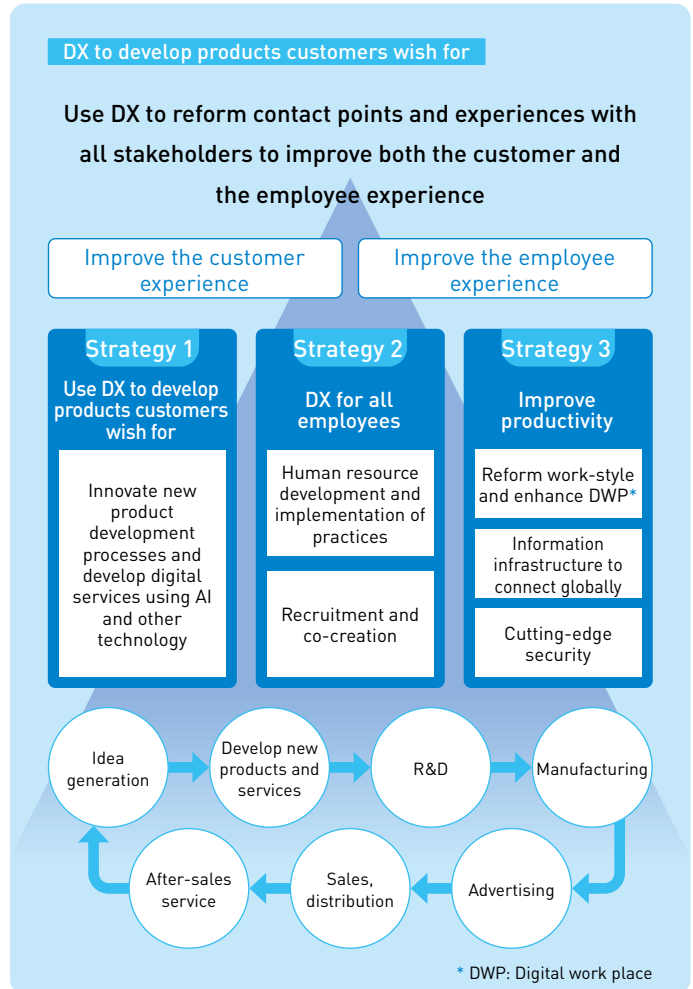 DX to develop products customers wish for
Use DX to reform contact points and experiences with
all stakeholders to improve both the customer and
the employee experience
Improve the customer
experience
Improve the employee
experience
Strategy 1
Use DX to develop
products customers
wish for
Innovate new
product
development
processes and
develop digital
services using AI
and other
technology
Strategy 2
DX for all
employees
Human resource
development and
implementation of
practices
Recruitment and
co-creation
Strategy 3
Improve
productivity
Reform work-style
and enhance DWP*
Information
infrastructure to
connect globally
Cutting-edge
security
Idea
generation
Develop new
products and
services
R&D
Manufacturing
Advertising
Sales,
distribution
After-sales
service
* DWP: Digital work place